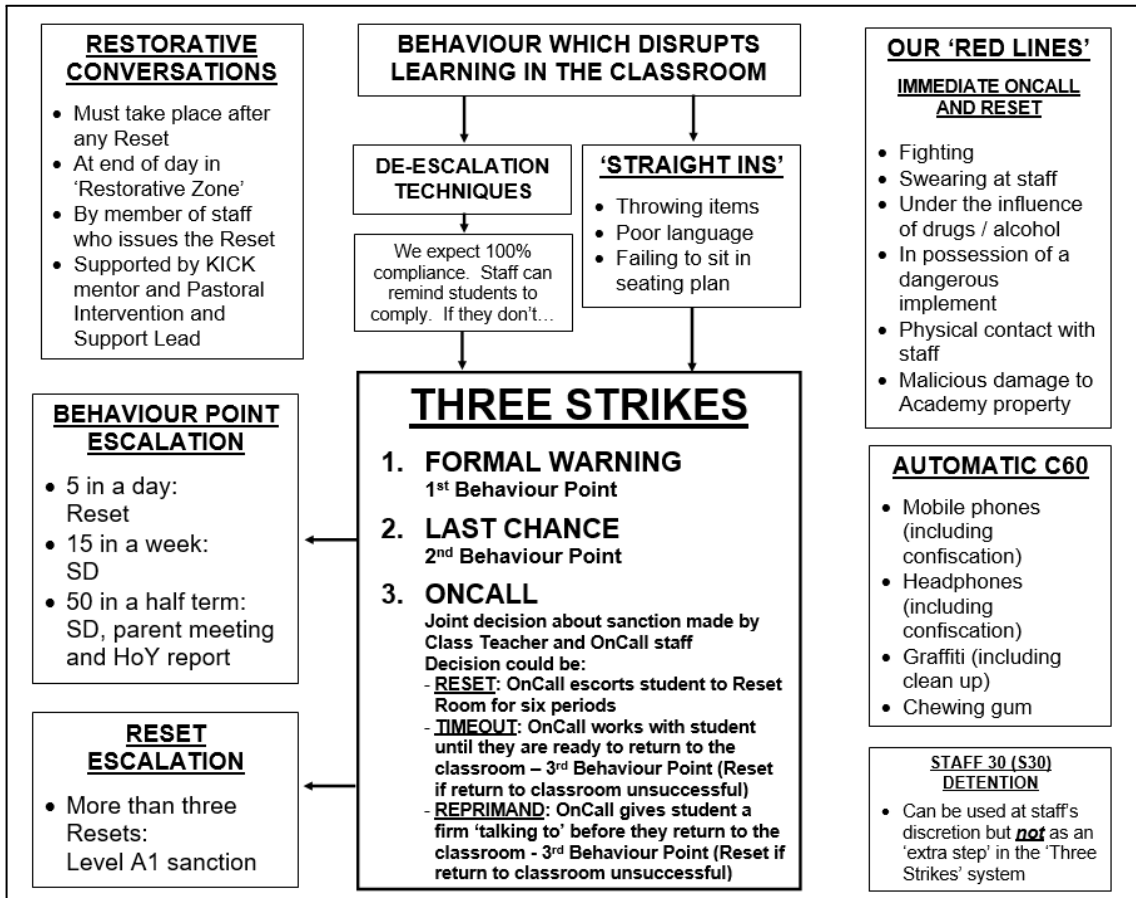 RESTORATIVE
CONVERSATIONS
• Must take place after
any Reset
• At end of day in
‘Restorative Zone’
• By member of staff
who issues the Reset
• Supported by KICK
mentor and Pastoral
Intervention and
Support Lead
BEHAVIOUR POINT
ESCALATION
• 5 in a day:
Reset
• 15 in a week:
SD
• 50 in a half term:
SD, parent meeting
and HoY report
RESET
ESCALATION
• More than three
Resets:
Level A1 sanction
BEHAVIOUR WHICH DISRUPTS
LEARNING IN THE CLASSROOM
DE-ESCALATION
TECHNIQUES
We expect 100%
compliance. Staff can
remind students to
comply. If they don’t…
‘STRAIGHT INS’
• Throwing items
• Poor language
• Failing to sit in
seating plan
THREE STRIKES
1. FORMAL WARNING
1st Behaviour Point
2. LAST CHANCE
2nd Behaviour Point
3. ONCALL
Joint decision about sanction made by
Class Teacher and OnCall staff
Decision could be:
- RESET: OnCall escorts student to Reset
Room for six periods
- TIMEOUT: OnCall works with student
until they are ready to return to the
classroom – 3rd Behaviour Point (Reset
if return to classroom unsuccessful)
- REPRIMAND: OnCall gives student a
firm ‘talking to’ before they return to the
classroom - 3rd Behaviour Point (Reset if
return to classroom unsuccessful)
OUR ‘RED LINES’
IMMEDIATE ONCALL
AND RESET
• Fighting
• Swearing at staff
• Under the influence
of drugs / alcohol
• In possession of a
dangerous
implement
• Physical contact with
staff
• Malicious damage to
Academy property
AUTOMATIC C60
• Mobile phones
(including
confiscation)
• Headphones
(including
confiscation)
• Graffiti (including
clean up)
• Chewing gum
STAFF 30 (S30)
DETENTION
• Can be used at staff’s
discretion but not as an
‘extra step’ in the ‘Three
Strikes’ system